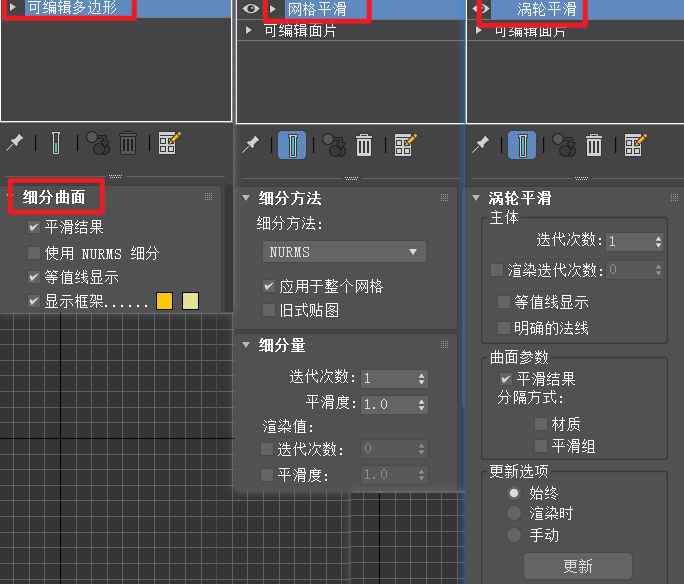 可编辑多边形
细分曲面
平滑结果
使用 NURMS 细分
等值线显示
显示框架......
网格平滑
可编辑面片
细分方法
细分方法:
NURMS
应用于整个网格
旧式贴图
细分量
迭代次数: 1
平滑度: 1.0
渲染值:
迭代次数: 0
平滑度: 1.0
涡轮平滑
可编辑面片
涡轮平滑
主体
迭代次数: 1
渲染迭代次数: 0
等值线显示
明确的法线
曲面参数
平滑结果
分隔方式:
材质
平滑组
更新选项
始终
渲染时
手动
更新